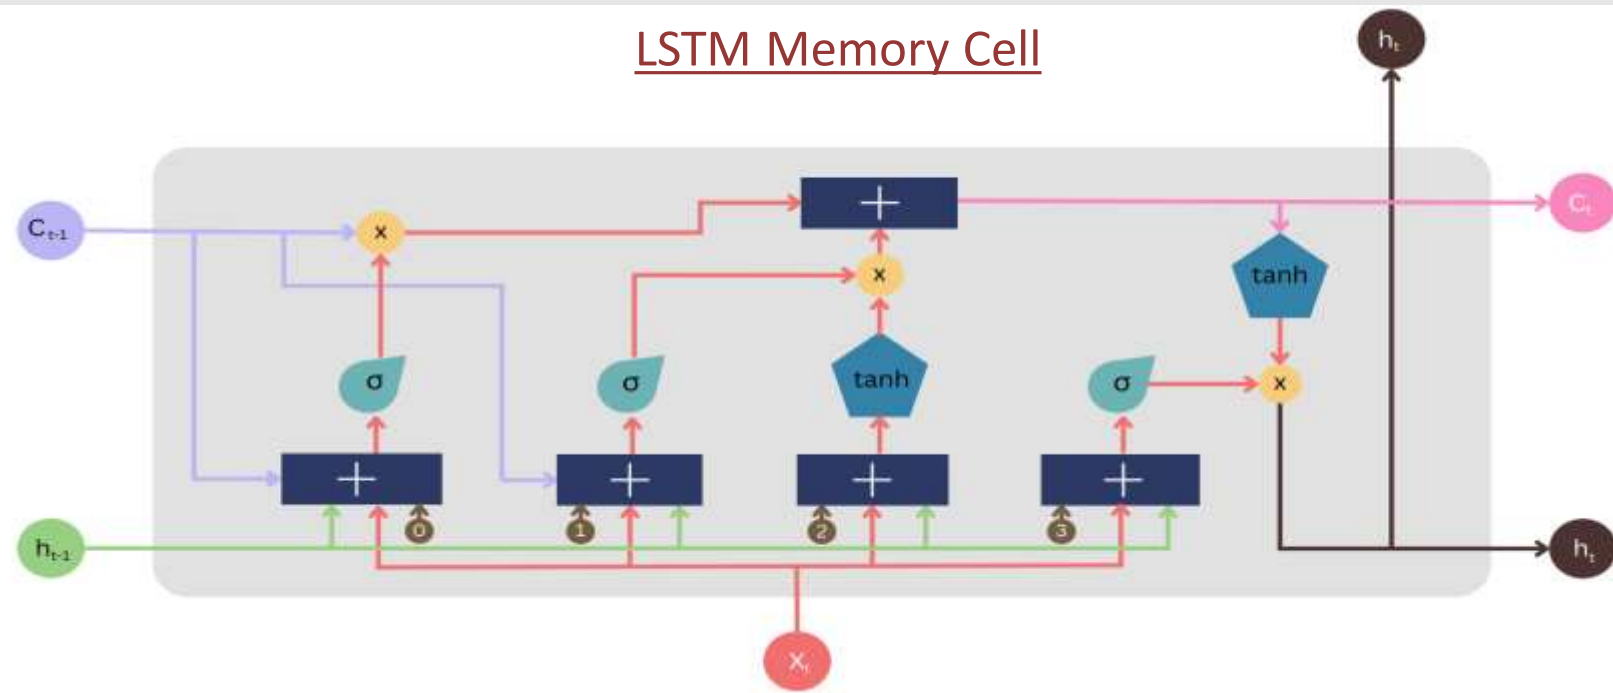 LSTM Memory Cell
hₜ
Cₜ₋₁
x
+
Cₜ
x
tanh
σ
σ
tanh
σ
x
+
+
+
+
0
1
2
3
hₜ₋₁
hₜ
Xₜ